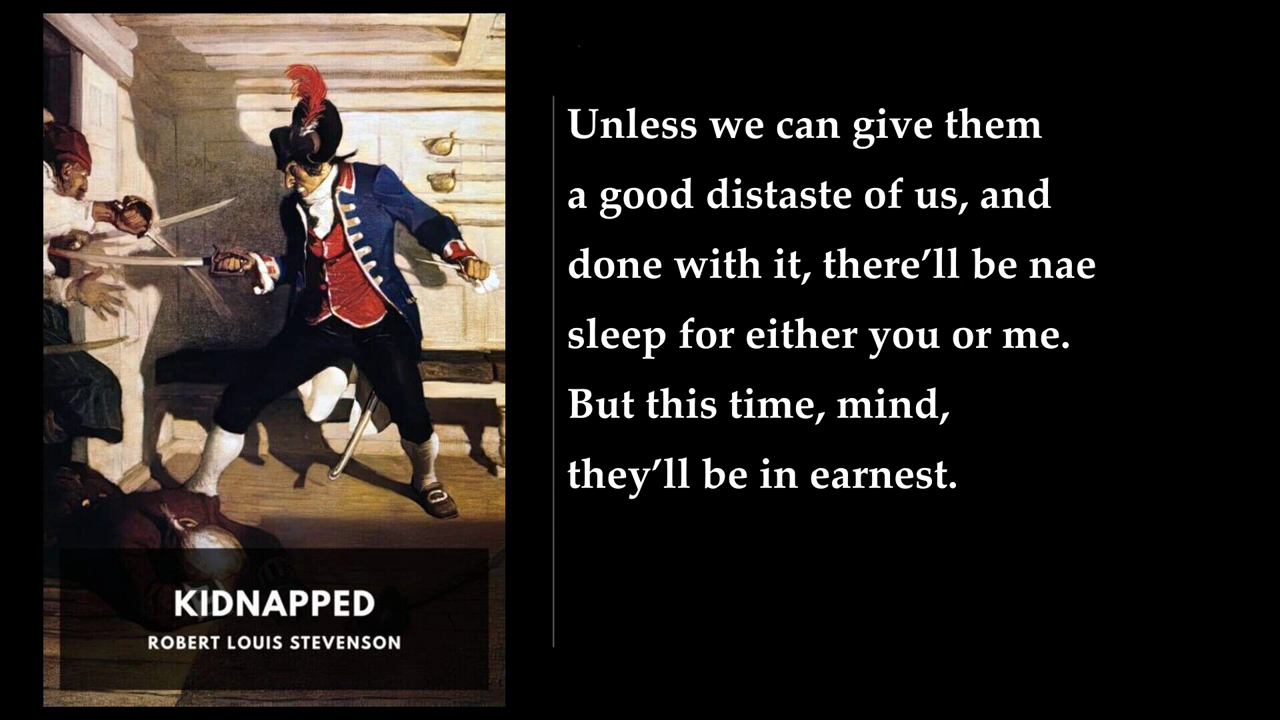 KIDNAPPED
ROBERT LOUIS STEVENSON
Unless we can give them
a good distaste of us, and
done with it, there’ll be nae
sleep for either you or me.
But this time, mind,
they’ll be in earnest.